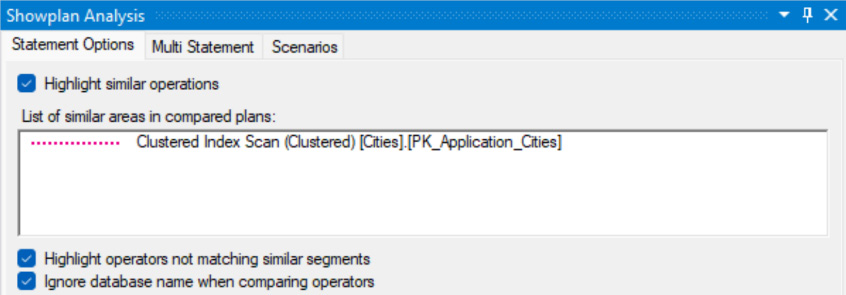 Showplan Analysis
Statement Options Multi Statement Scenarios
Highlight similar operations
List of similar areas in compared plans:
Clustered Index Scan (Clustered) [Cities].[PK_Application_Cities]
Highlight operators not matching similar segments
Ignore database name when comparing operators